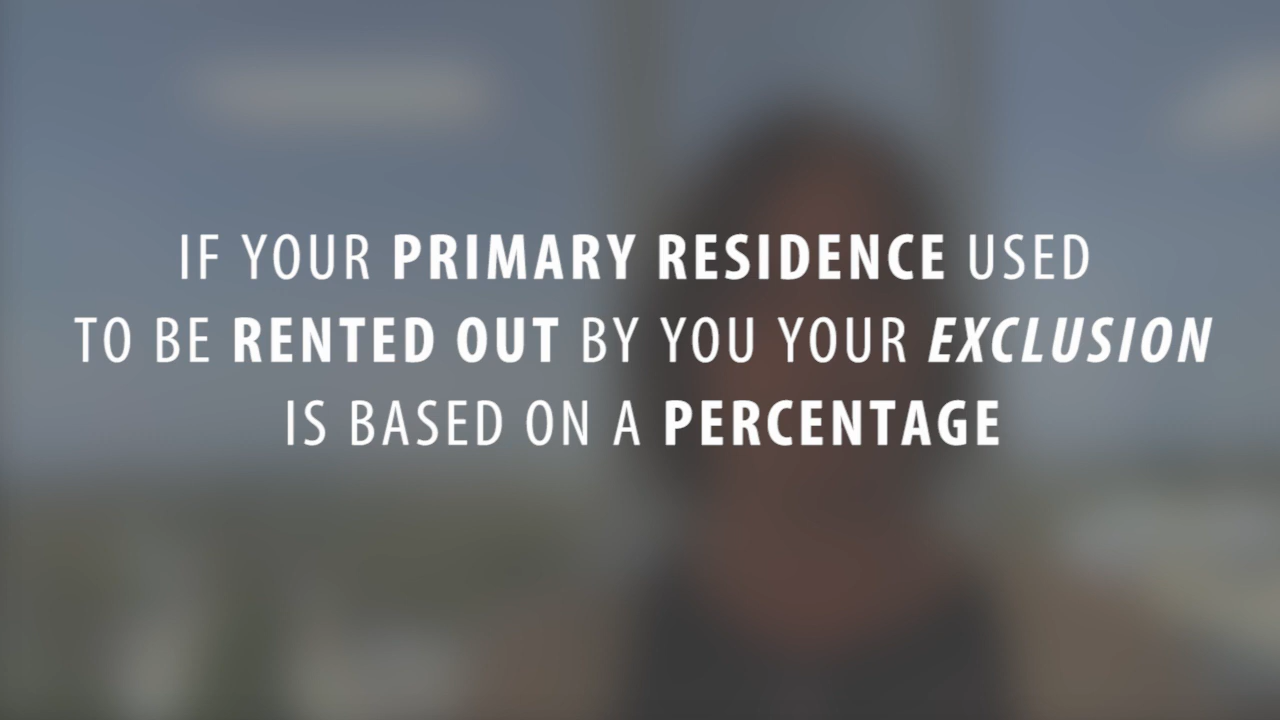 IF YOUR PRIMARY RESIDENCE USED
TO BE RENTED OUT BY YOU YOUR EXCLUSION
IS BASED ON A PERCENTAGE